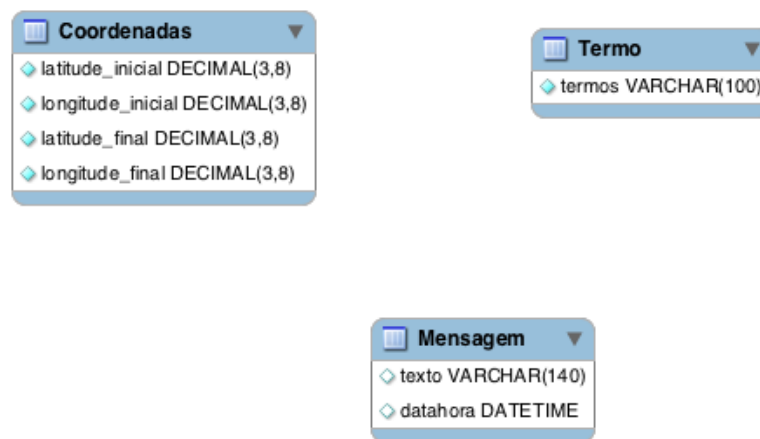 Coordenadas
latitude_inicial DECIMAL(3,8)
longitude_inicial DECIMAL(3,8)
latitude_final DECIMAL(3,8)
longitude_final DECIMAL(3,8)
Termo
termos VARCHAR(100)
Mensagem
texto VARCHAR(140)
datahora DATETIME